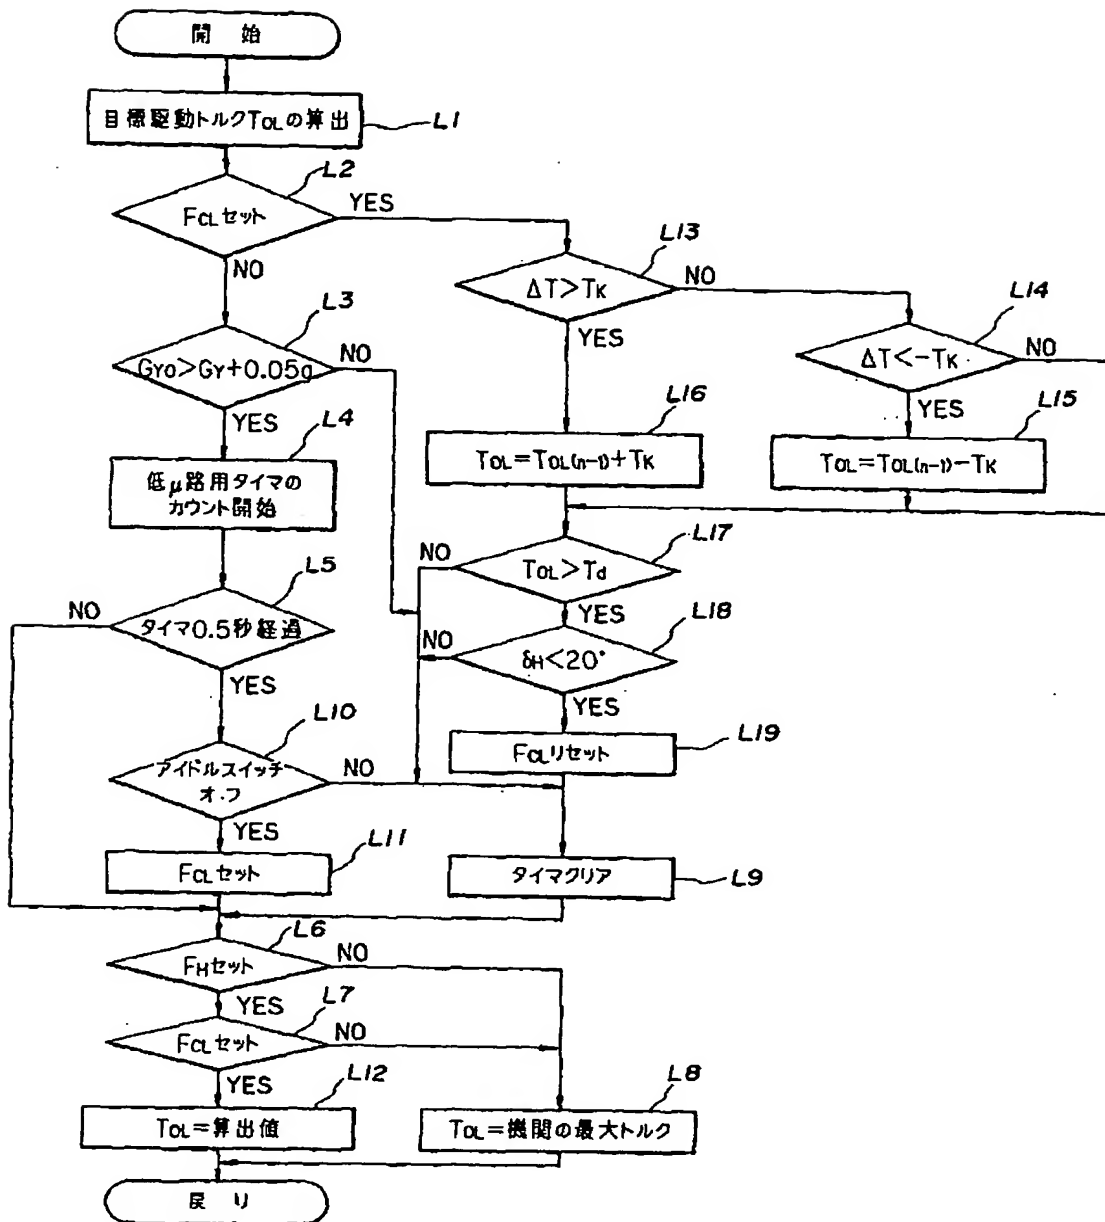 開始
目標駆動トルクTOLの算出
L1
L2
FCLセット
YES
NO
L13
ΔT>TK
NO
YES
L14
ΔT<-TK
NO
YES
L3
GYO>GY+0.05g
NO
YES
L16
TOL=TOL(n-1)+TK
L15
TOL=TOL(n-1)-TK
L4
低μ路用タイマの
カウント開始
L17
NO
TOL>Td
YES
L5
NO
タイマ0.5秒経過
YES
L18
NO
δH<20°
YES
L19
FCLリセット
L10
アイドルスイッチ
オフ
NO
YES
L11
FCLセット
タイマクリア
L9
L6
FHセット
NO
YES
L7
FCLセット
NO
YES
L12
TOL=算出値
L8
TOL=機関の最大トルク
戻り